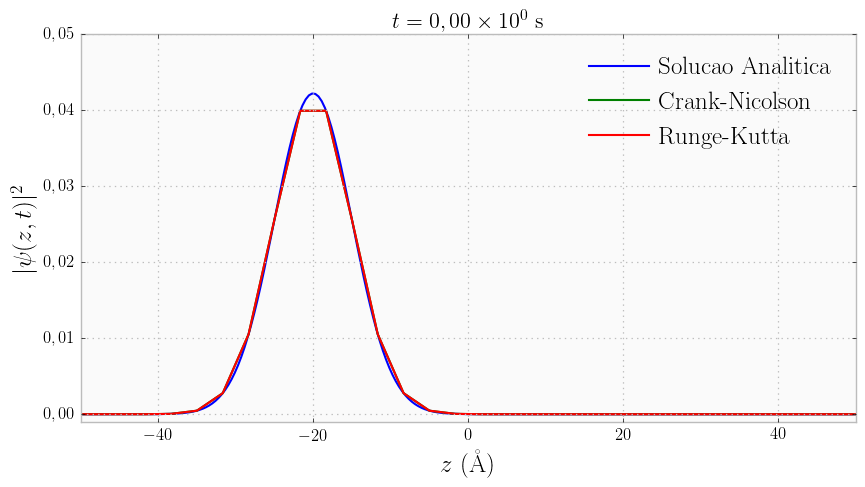 t = 0,00 × 10⁰ s
0,05
0,04
0,03
0,02
0,01
0,00
|ψ(z, t)|²
Solucao Analitica
Crank-Nicolson
Runge-Kutta
−40 −20 0 20 40
z (Å)